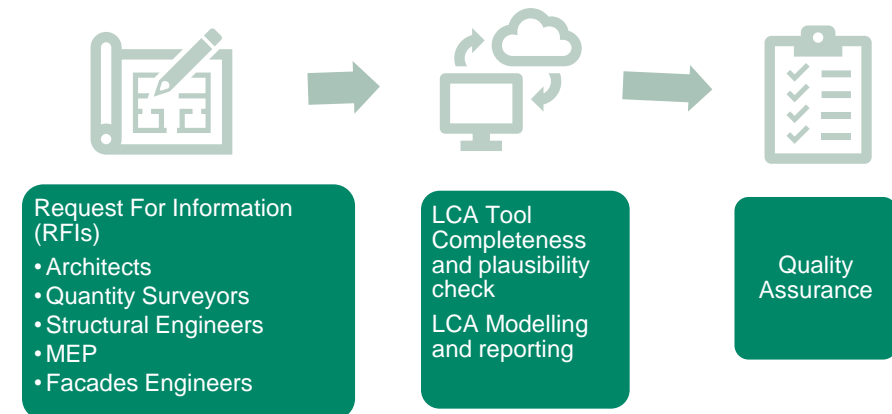 Request For Information
(RFIs)
• Architects
• Quantity Surveyors
• Structural Engineers
• MEP
• Facades Engineers
LCA Tool
Completeness
and plausibility
check
LCA Modelling
and reporting
Quality
Assurance